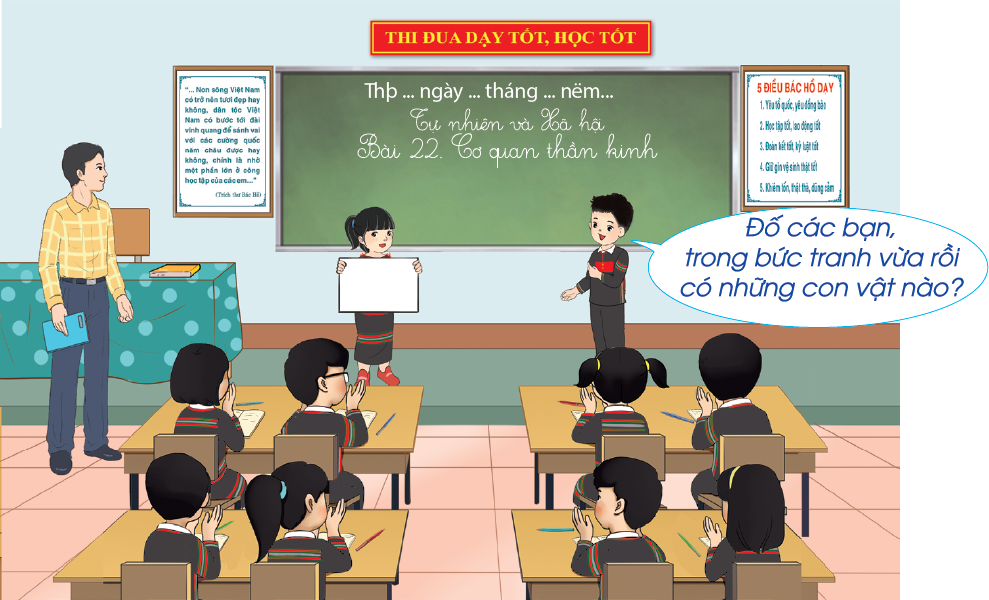 THI ĐUA DẠY TỐT, HỌC TỐT
"... Non sông Việt Nam
có trở nên tươi đẹp hay
không, dân tộc Việt
Nam có bước tới đài
vinh quang để sánh vai
với các cường quốc
năm châu được hay
không, chính là nhờ
một phần lớn ở công
học tập của các em..."
(Trích thư Bác Hồ)
Thþ ... ngày ... tháng ... nëm...
Tự nhiên và Xã hội
Bài 22. Cơ quan thần kinh
5 ĐIỀU BÁC HỒ DẠY
1. Yêu tổ quốc, yêu đồng bào
2. Học tập tốt, lao động tốt
3. Đoàn kết tốt, kỷ luật tốt
4. Giữ gìn vệ sinh thật tốt
5. Khiêm tốn, thật thà, dũng cảm
Đố các bạn,
trong bức tranh vừa rồi
có những con vật nào?